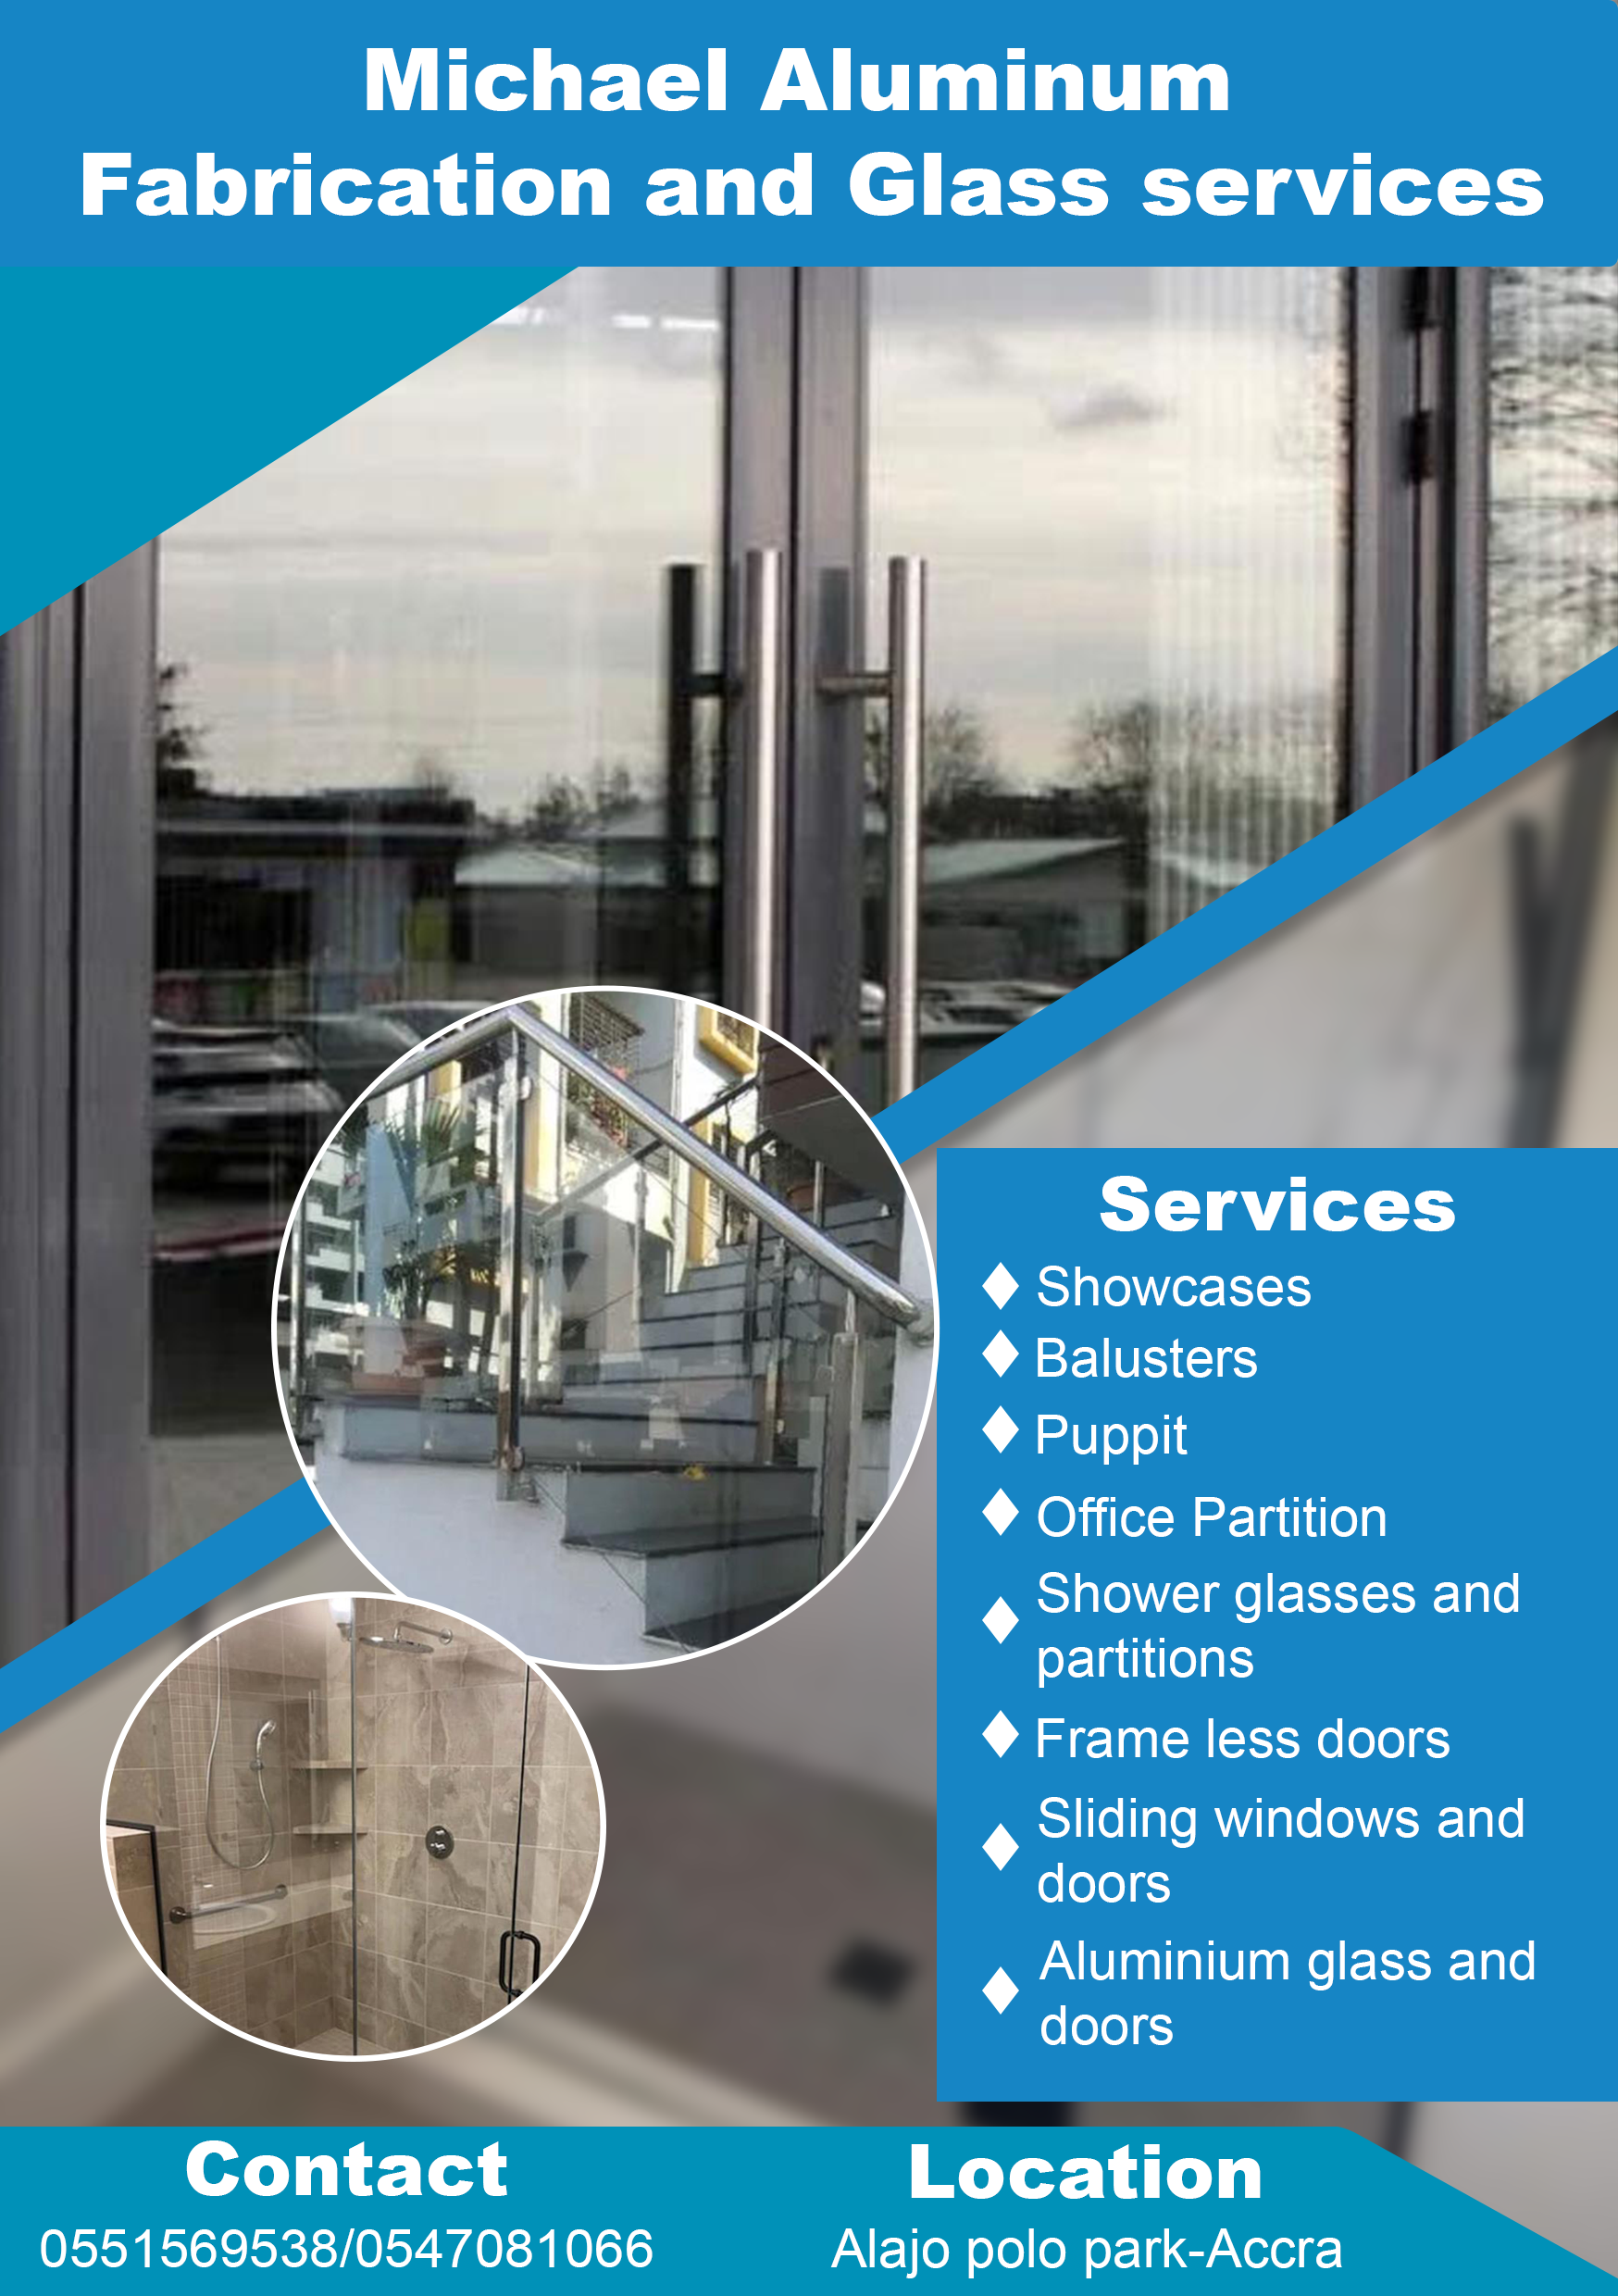 Michael Aluminum
Fabrication and Glass services
Services
Showcases
Balusters
Puppit
Office Partition
Shower glasses and
partitions
Frame less doors
Sliding windows and
doors
Aluminium glass and
doors
Contact
0551569538/0547081066
Location
Alajo polo park-Accra